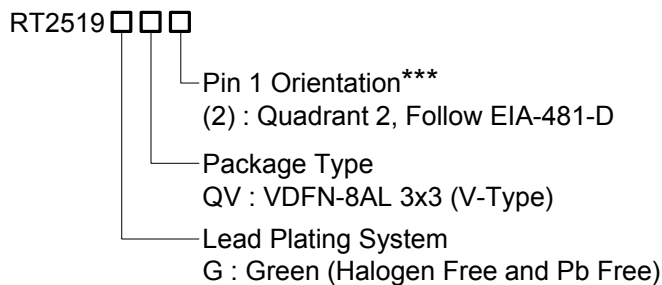 RT2519
Pin 1 Orientation***
(2) : Quadrant 2, Follow EIA-481-D
Package Type
QV : VDFN-8AL 3x3 (V-Type)
Lead Plating System
G : Green (Halogen Free and Pb Free)